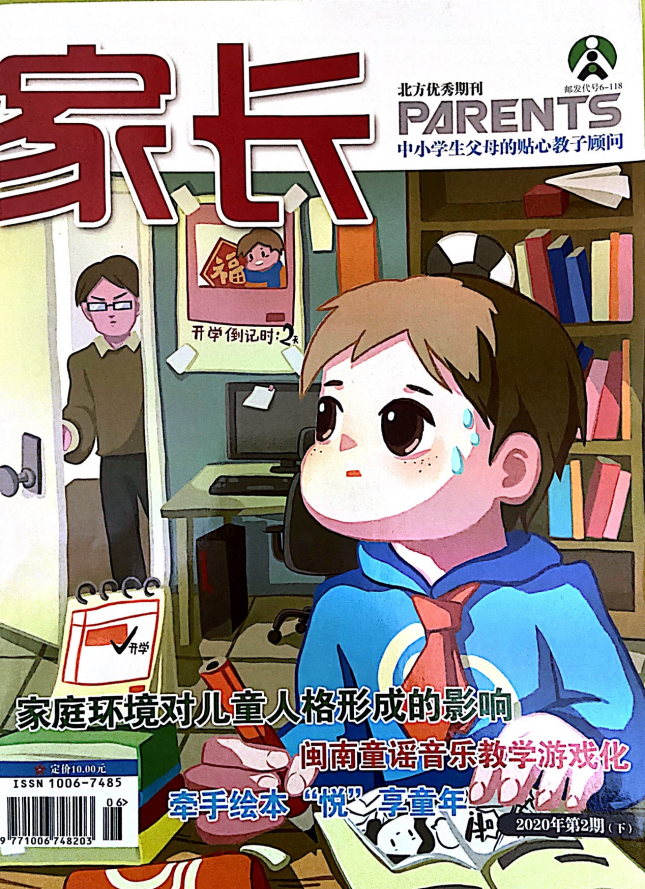 家长
北方优秀期刊
邮发代号6-118
PARENTS
中小学生父母的贴心教子顾问
福
开学倒记时:2天
开学
家庭环境对儿童人格形成的影响
闽南童谣音乐教学游戏化
牵手绘本“悦”享童年
定价10.00元
ISSN 1006-7485
06>
9 771006 748203
2020年第2期(下)